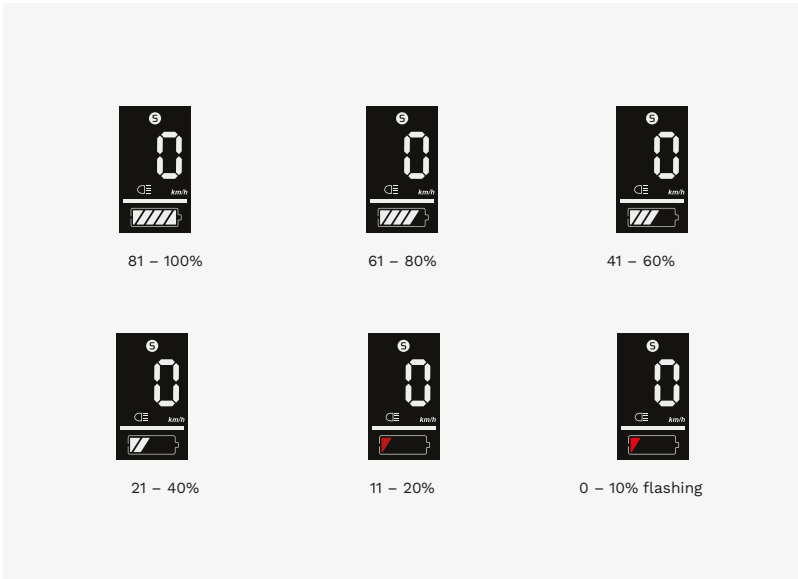 S
0
km/h
S
0
km/h
S
0
km/h
81 – 100%
61 – 80%
41 – 60%
S
0
km/h
S
0
km/h
S
0
km/h
21 – 40%
11 – 20%
0 – 10% flashing